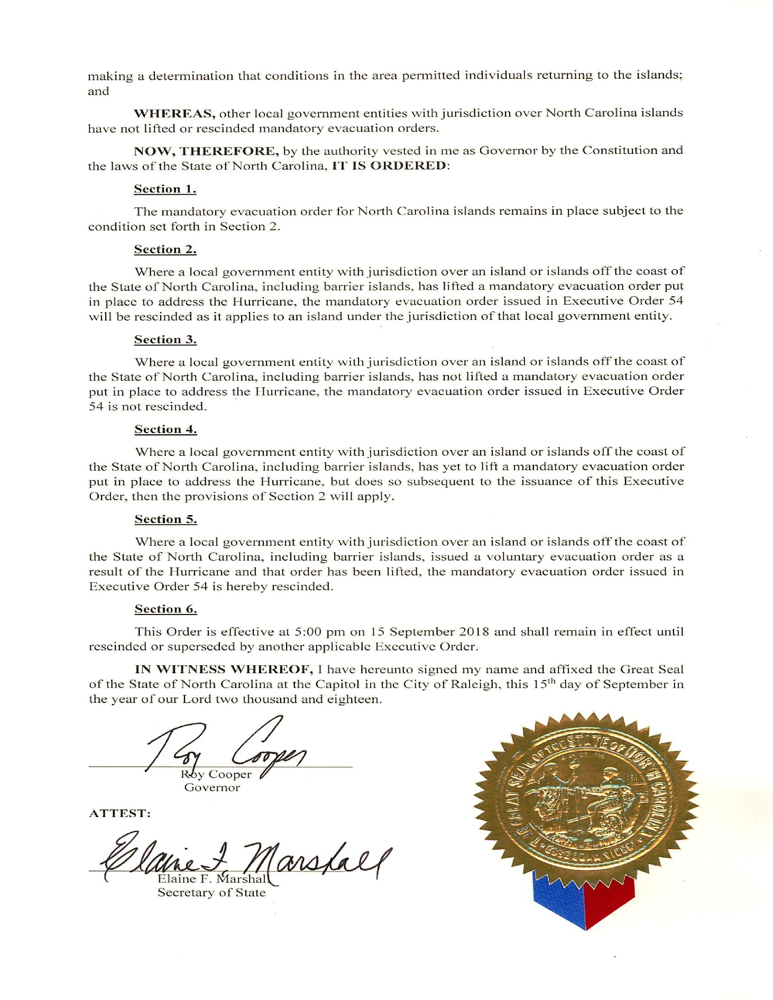 making a determination that conditions in the area permitted individuals returning to the islands;
and
WHEREAS, other local government entities with jurisdiction over North Carolina islands
have not lifted or rescinded mandatory evacuation orders.
NOW, THEREFORE, by the authority vested in me as Governor by the Constitution and
the laws of the State of North Carolina, IT IS ORDERED:
Section 1.
The mandatory evacuation order for North Carolina islands remains in place subject to the
condition set forth in Section 2.
Section 2.
Where a local government entity with jurisdiction over an island or islands off the coast of
the State of North Carolina, including barrier islands, has lifted a mandatory evacuation order put
in place to address the Hurricane, the mandatory evacuation order issued in Executive Order 54
will be rescinded as it applies to an island under the jurisdiction of that local government entity.
Section 3.
Where a local government entity with jurisdiction over an island or islands off the coast of
the State of North Carolina, including barrier islands, has not lifted a mandatory evacuation order
put in place to address the Hurricane, the mandatory evacuation order issued in Executive Order
54 is not rescinded.
Section 4.
Where a local government entity with jurisdiction over an island or islands off the coast of
the State of North Carolina, including barrier islands, has yet to lift a mandatory evacuation order
put in place to address the Hurricane, but does so subsequent to the issuance of this Executive
Order, then the provisions of Section 2 will apply.
Section 5.
Where a local government entity with jurisdiction over an island or islands off the coast of
the State of North Carolina, including barrier islands, issued a voluntary evacuation order as a
result of the Hurricane and that order has been lifted, the mandatory evacuation order issued in
Executive Order 54 is hereby rescinded.
Section 6.
This Order is effective at 5:00 pm on 15 September 2018 and shall remain in effect until
rescinded or superseded by another applicable Executive Order.
IN WITNESS WHEREOF, I have hereunto signed my name and affixed the Great Seal
of the State of North Carolina at the Capitol in the City of Raleigh, this 15th day of September in
the year of our Lord two thousand and eighteen.
Roy Cooper
Roy Cooper
Governor
ATTEST:
Elaine F. Marshall
Elaine F. Marshall
Secretary of State
THE GREAT SEAL OF THE STATE OF NORTH CAROLINA
ESSE QUAM VIDERI